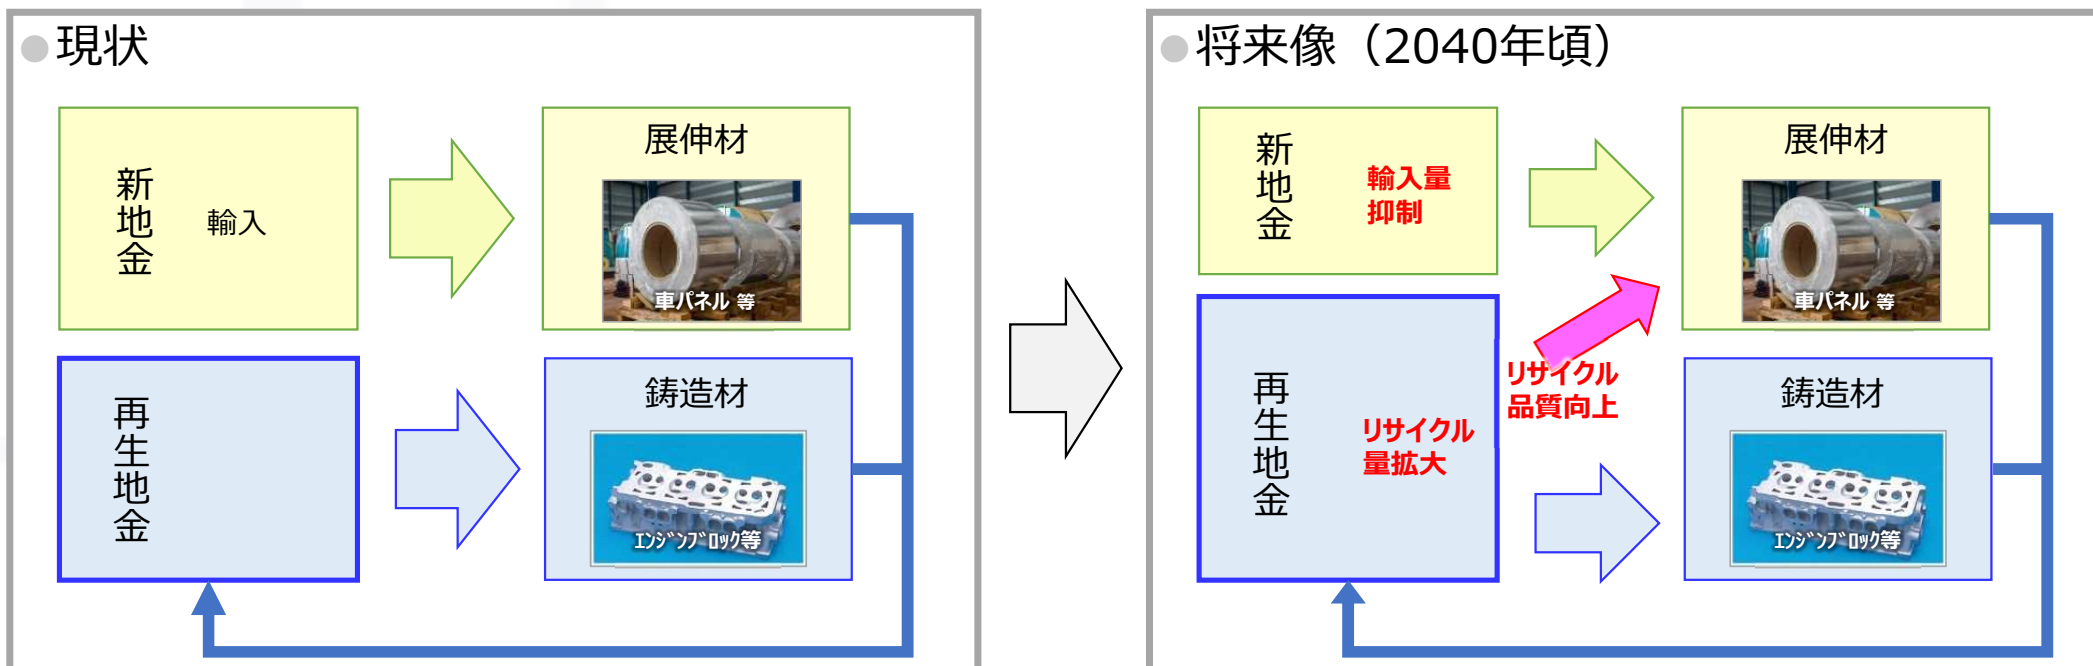 ●現状
新地金
輸入
展伸材
車パネル 等
再生地金
鋳造材
ｴﾝｼﾞﾝﾌﾞﾛｯｸ等
●将来像（2040年頃）
新地金
輸入量
抑制
展伸材
車パネル 等
再生地金
リサイクル
量拡大
リサイクル
品質向上
鋳造材
ｴﾝｼﾞﾝﾌﾞﾛｯｸ等